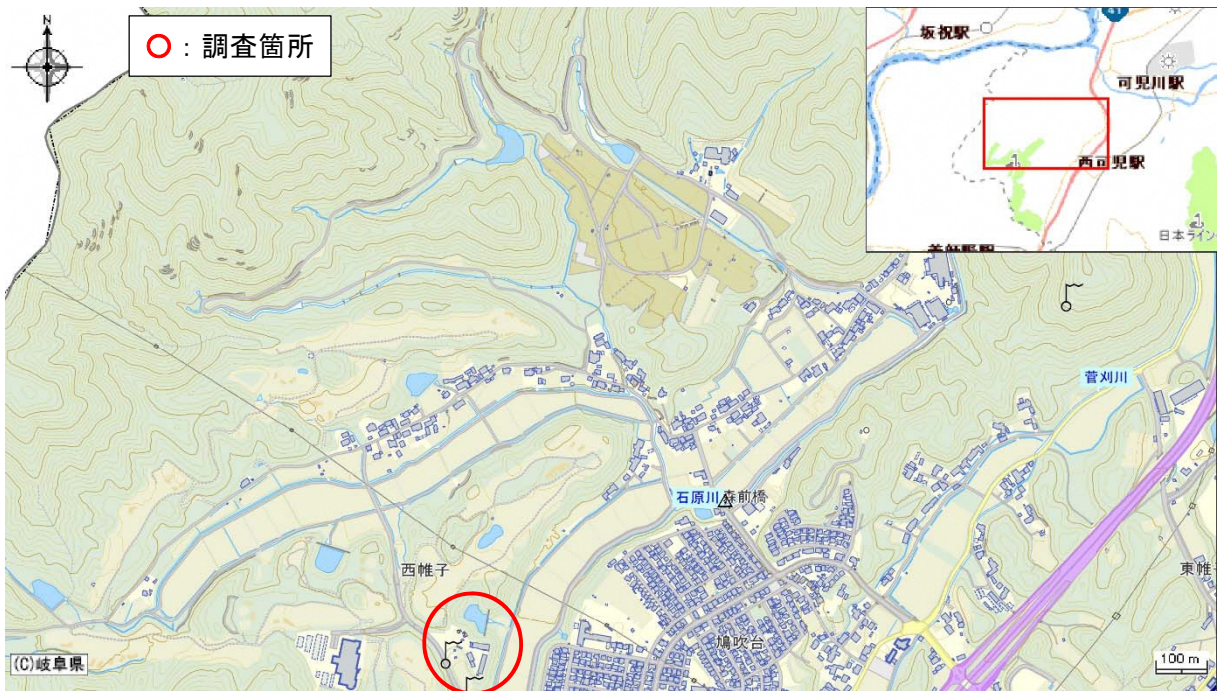 N
○：調査箇所
41
坂祝駅
可児川駅
西可児駅
日本ライン
菅刈川
石原川
森前橋
西帷子
鳩吹台
(C)岐阜県
100 m